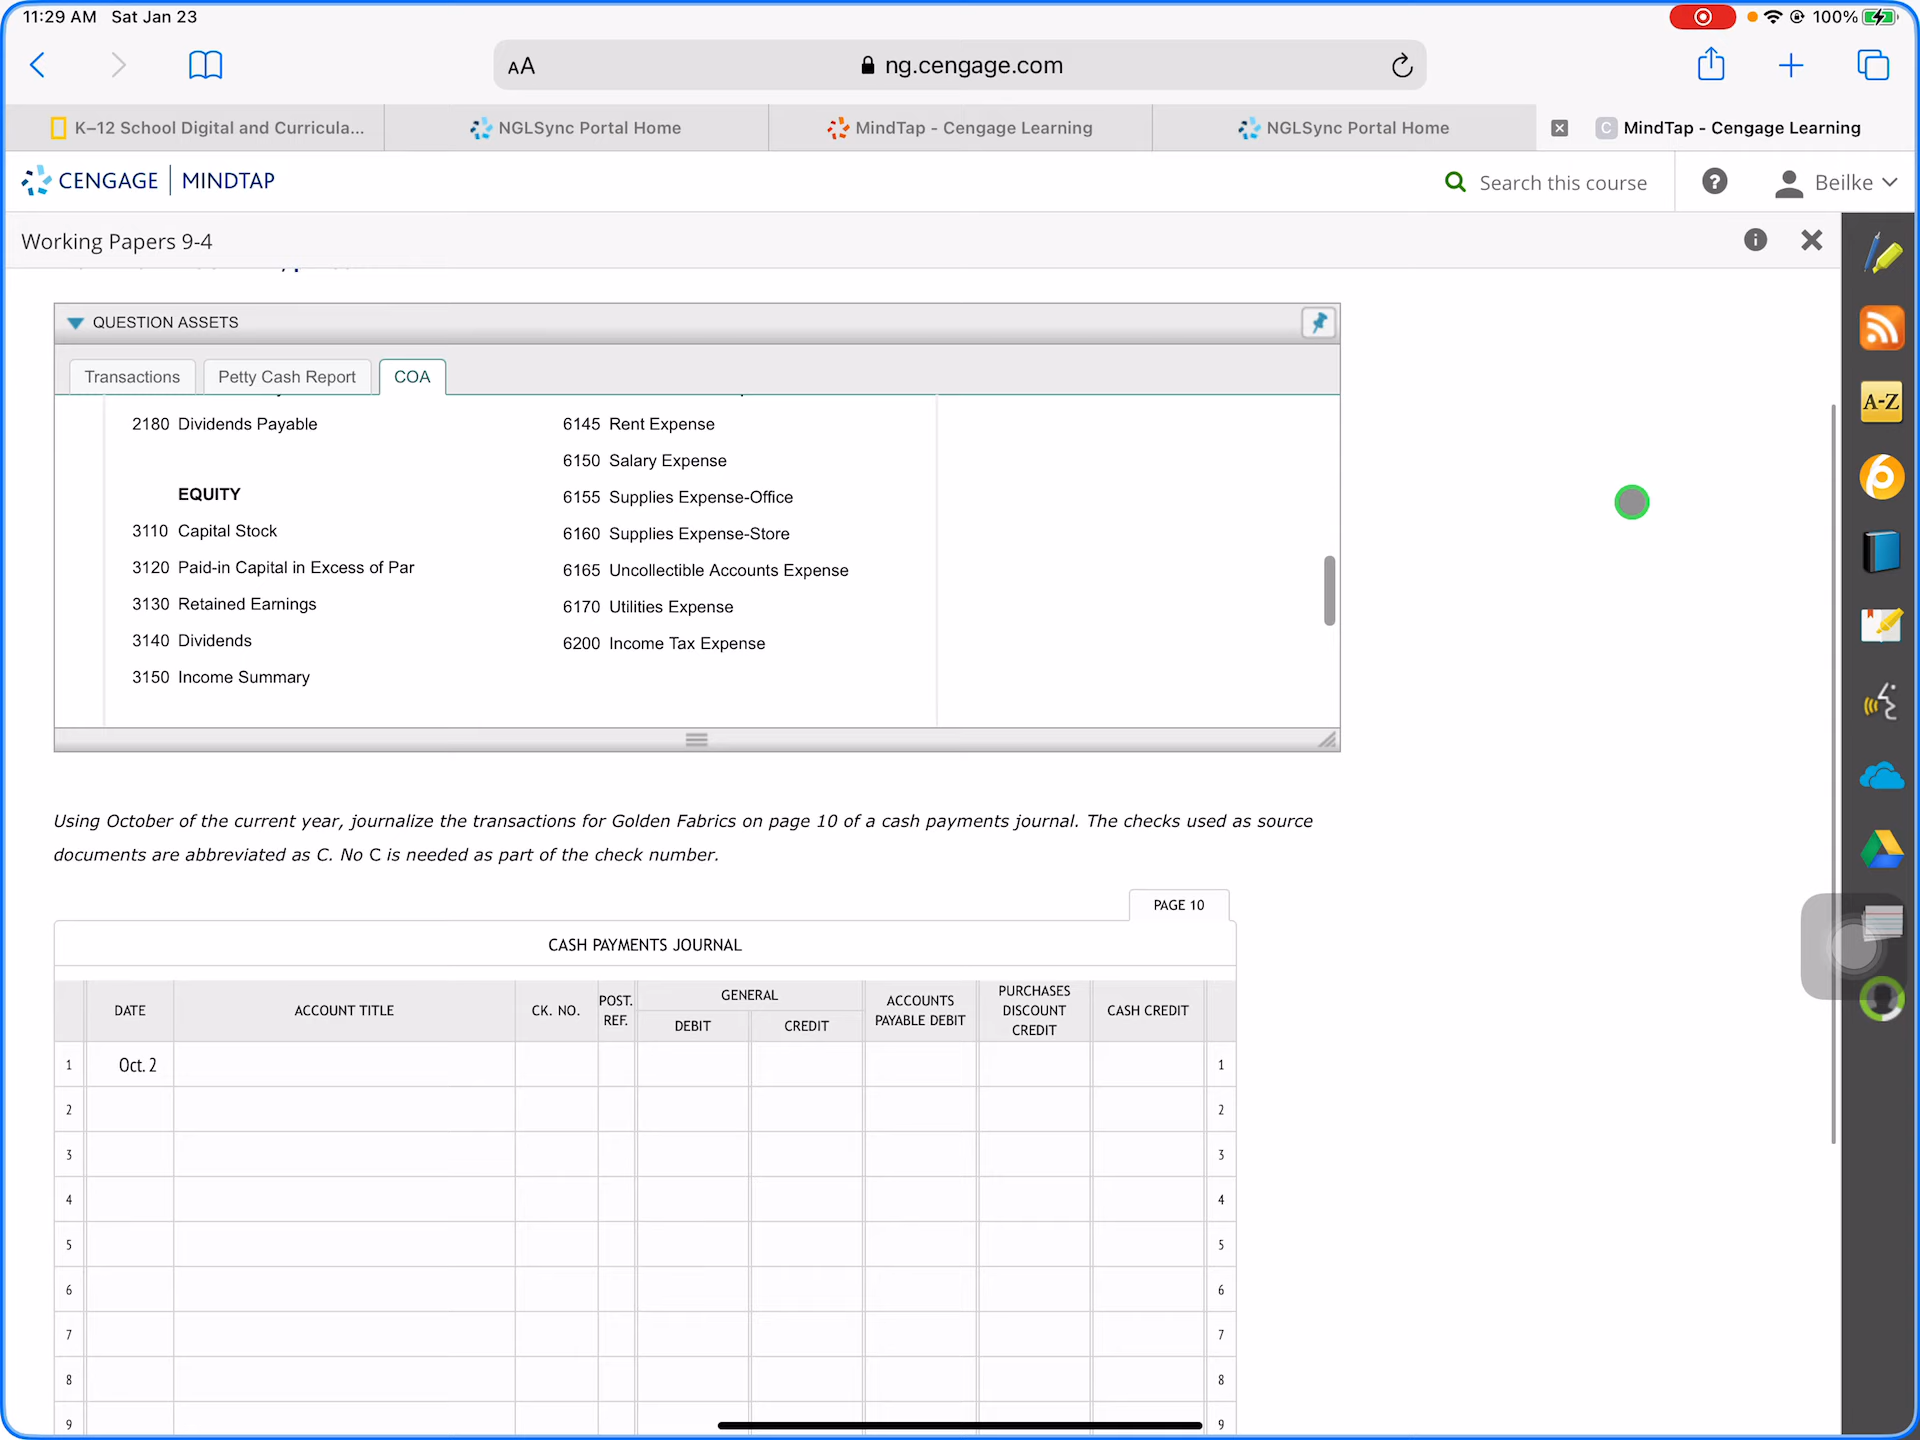 11:29 AM Sat Jan 23
100%
AA
ng.cengage.com
K–12 School Digital and Curricula...
NGLSync Portal Home
MindTap - Cengage Learning
NGLSync Portal Home
C MindTap - Cengage Learning
CENGAGE | MINDTAP
Search this course
?
Beilke
Working Papers 9-4
QUESTION ASSETS
Transactions
Petty Cash Report
COA
2180 Dividends Payable
6145 Rent Expense
6150 Salary Expense
EQUITY
6155 Supplies Expense-Office
3110 Capital Stock
6160 Supplies Expense-Store
3120 Paid-in Capital in Excess of Par
6165 Uncollectible Accounts Expense
3130 Retained Earnings
6170 Utilities Expense
3140 Dividends
6200 Income Tax Expense
3150 Income Summary
A-Z
Using October of the current year, journalize the transactions for Golden Fabrics on page 10 of a cash payments journal. The checks used as source
documents are abbreviated as C. No C is needed as part of the check number.
PAGE 10
CASH PAYMENTS JOURNAL
DATE
ACCOUNT TITLE
CK. NO.
POST.
REF.
GENERAL
DEBIT
CREDIT
ACCOUNTS
PAYABLE DEBIT
PURCHASES
DISCOUNT
CREDIT
CASH CREDIT
1 Oct. 2 1
2 2
3 3
4 4
5 5
6 6
7 7
8 8
9 9